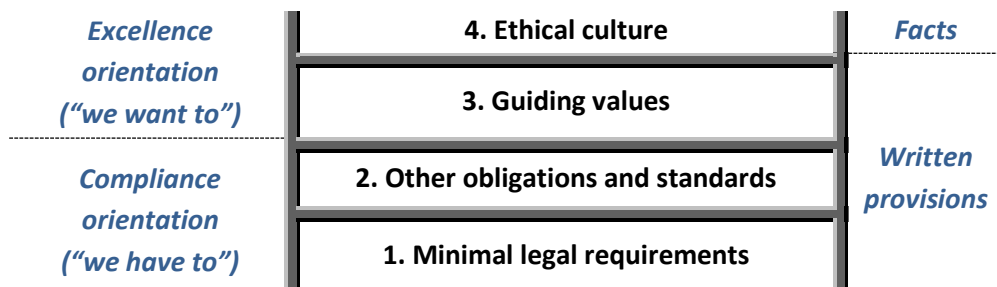 Excellence
orientation
(“we want to”)
Compliance
orientation
(“we have to”)
4. Ethical culture
3. Guiding values
2. Other obligations and standards
1. Minimal legal requirements
Facts
Written
provisions